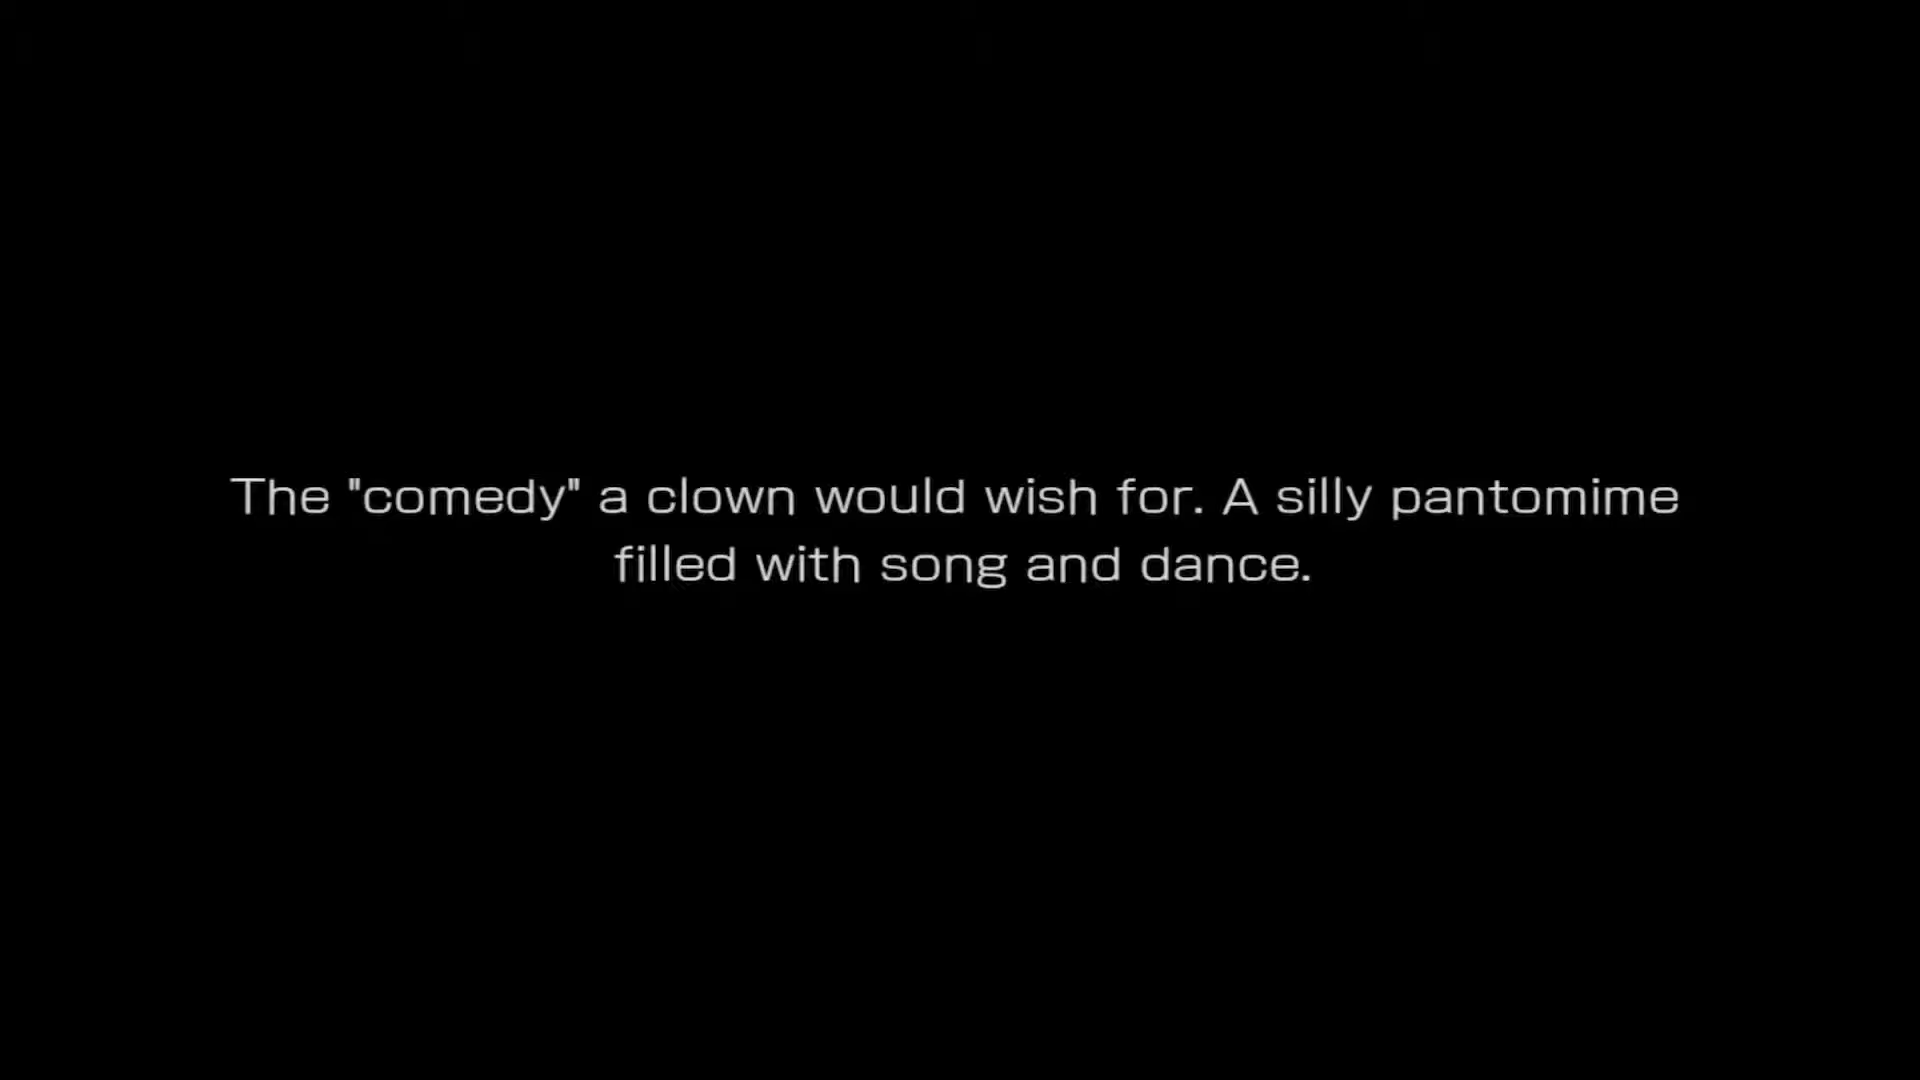 The "comedy" a clown would wish for. A silly pantomime
filled with song and dance.